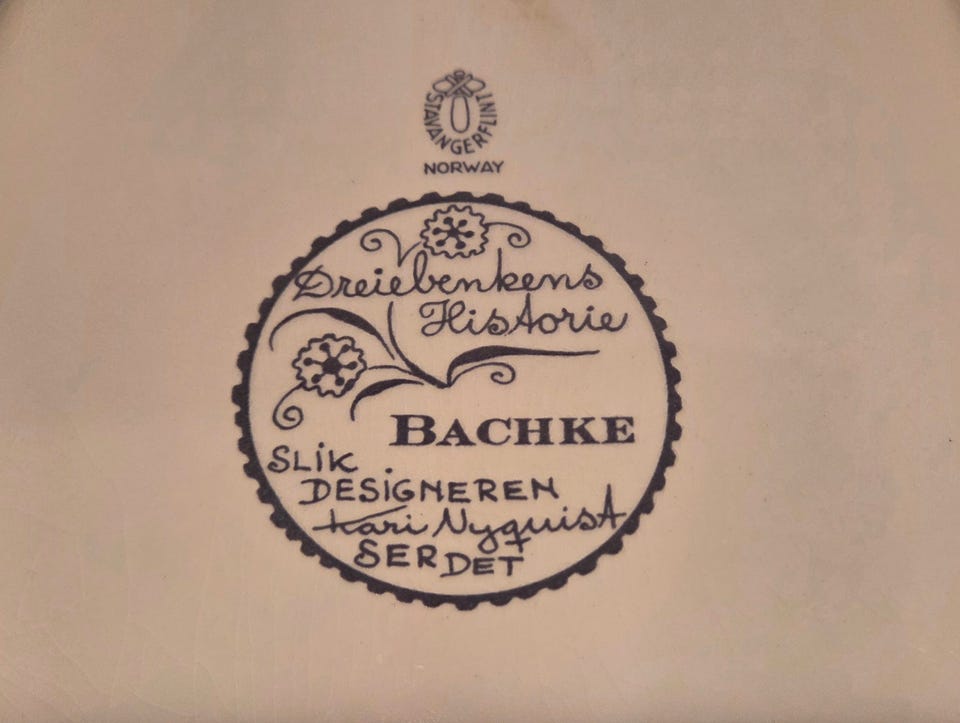 STAVANGERFLINT
NORWAY
Dreiebenkens
Historie
BACHKE
SLiK
DESiGNEREN
Kari Nyquist
SER DET